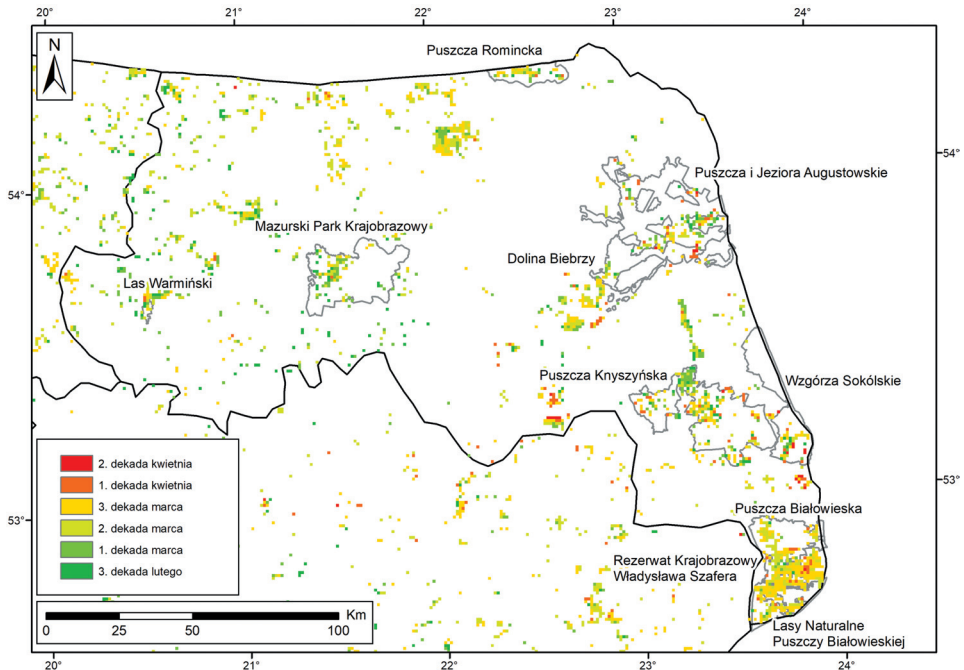 20°
21°
22°
23°
24°
N
Puszcza Romincka
54°
54°
Puszcza i Jeziora Augustowskie
Mazurski Park Krajobrazowy
Dolina Biebrzy
Las Warmiński
Puszcza Knyszyńska
Wzgórza Sokólskie
2. dekada kwietnia
1. dekada kwietnia
3. dekada marca
2. dekada marca
1. dekada marca
3. dekada lutego
53°
53°
Puszcza Białowieska
Rezerwat Krajobrazowy
Władysława Szafera
Km
0
25
50
100
Lasy Naturalne
Puszczy Białowieskiej
20°
21°
22°
23°
24°